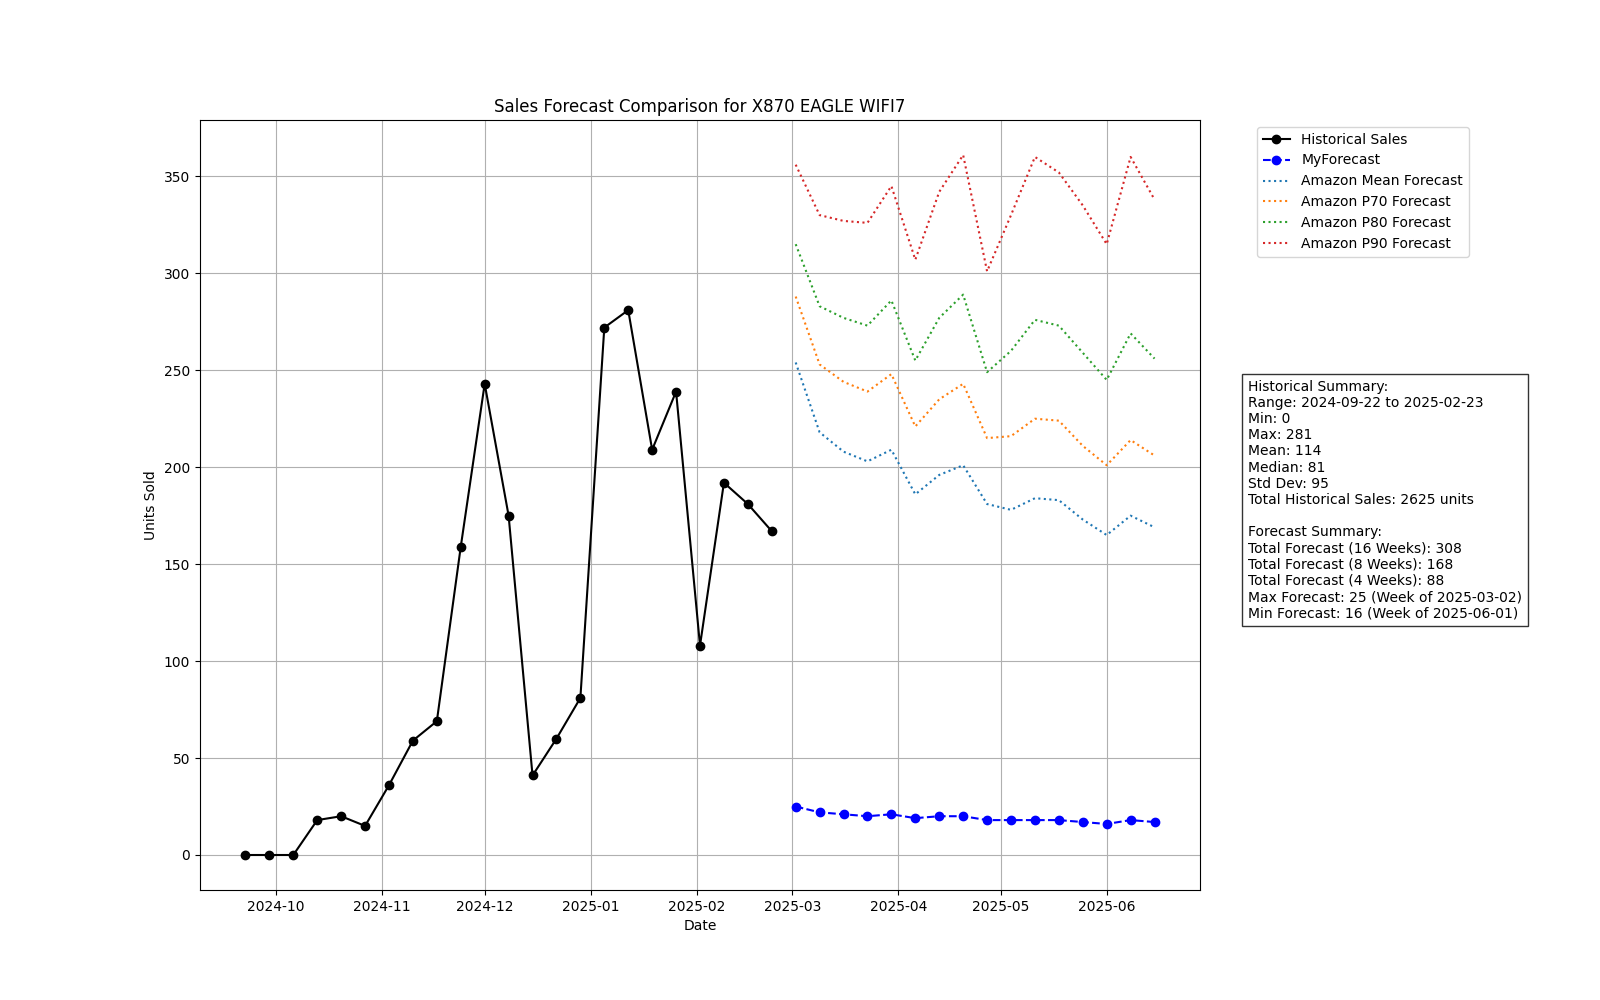 Sales Forecast Comparison for X870 EAGLE WIFI7
Units Sold
350
300
250
200
150
100
50
0
2024-10
2024-11
2024-12
2025-01
2025-02
2025-03
2025-04
2025-05
2025-06
Date
Historical Sales
MyForecast
Amazon Mean Forecast
Amazon P70 Forecast
Amazon P80 Forecast
Amazon P90 Forecast
Historical Summary:
Range: 2024-09-22 to 2025-02-23
Min: 0
Max: 281
Mean: 114
Median: 81
Std Dev: 95
Total Historical Sales: 2625 units
Forecast Summary:
Total Forecast (16 Weeks): 308
Total Forecast (8 Weeks): 168
Total Forecast (4 Weeks): 88
Max Forecast: 25 (Week of 2025-03-02)
Min Forecast: 16 (Week of 2025-06-01)